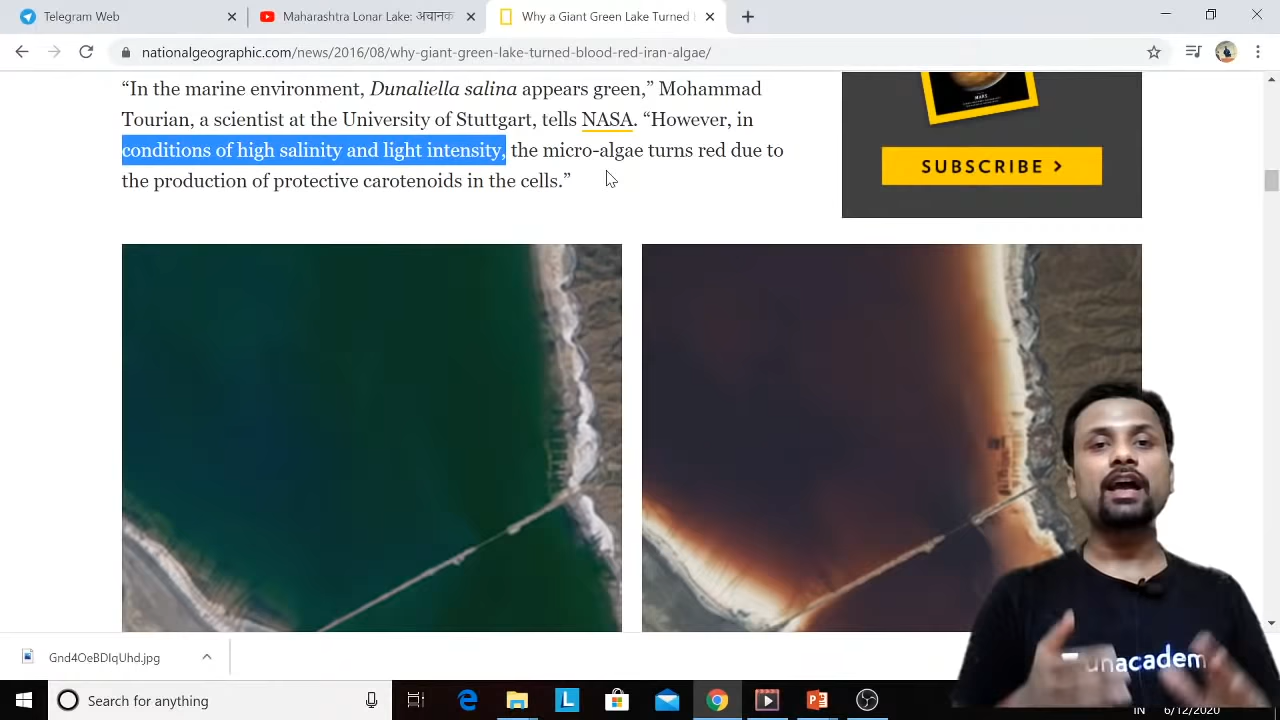 Telegram Web
Maharashtra Lonar Lake: अचानक
Why a Giant Green Lake Turned
nationalgeographic.com/news/2016/08/why-giant-green-lake-turned-blood-red-iran-algae/
“In the marine environment, Dunaliella salina appears green,” Mohammad
Tourian, a scientist at the University of Stuttgart, tells NASA. “However, in
conditions of high salinity and light intensity, the micro-algae turns red due to
the production of protective carotenoids in the cells.”
SUBSCRIBE >
unacadem
Gnd4OeBDIqUhd.jpg
Search for anything
IN
6/12/2020